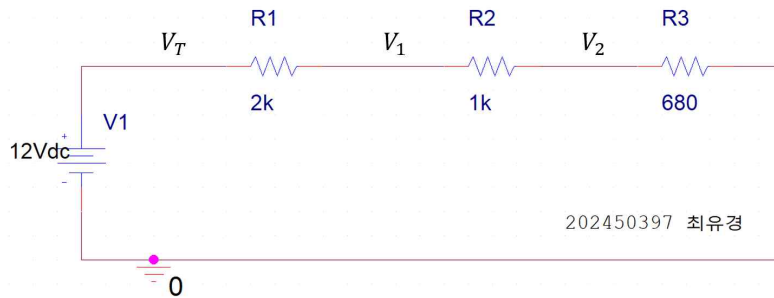 R1
R2
R3
V_T
V_1
V_2
2k
1k
680
V1
+
12Vdc
-
202450397 최유경
0